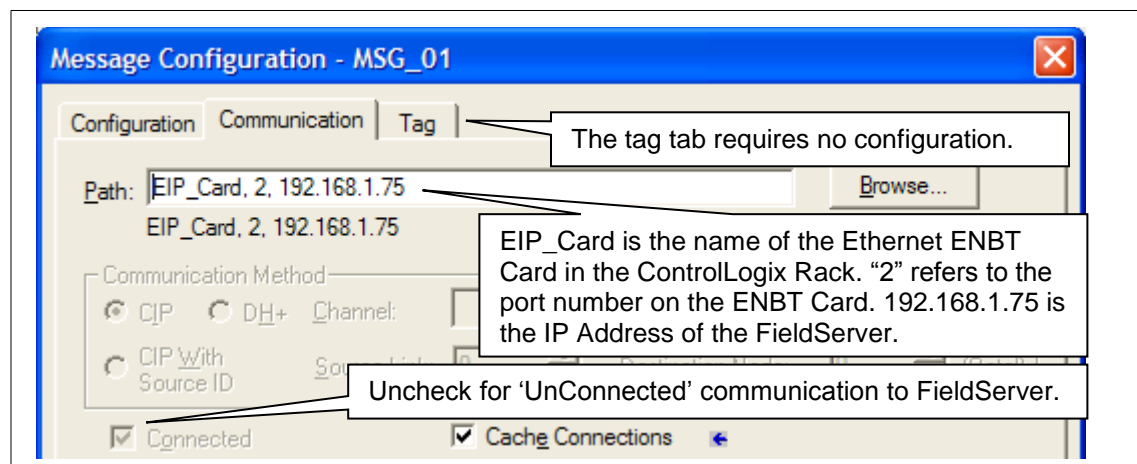 Message Configuration - MSG_01
Configuration Communication Tag
The tag tab requires no configuration.
Path: EIP_Card, 2, 192.168.1.75 Browse...
EIP_Card, 2, 192.168.1.75
EIP_Card is the name of the Ethernet ENBT
Card in the ControlLogix Rack. “2” refers to the
port number on the ENBT Card. 192.168.1.75 is
the IP Address of the FieldServer.
Communication Method
CIP DH+ Channel:
CIP With
Source ID
Uncheck for ‘UnConnected’ communication to FieldServer.
Connected Cache Connections